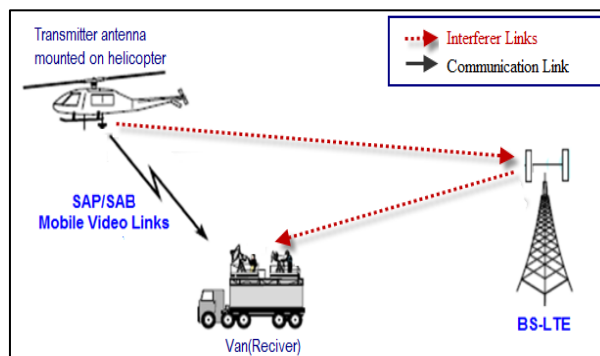 Transmitter antenna
mounted on helicopter
Interferer Links
Communication Link
SAP/SAB
Mobile Video Links
BS-LTE
Van(Reciver)